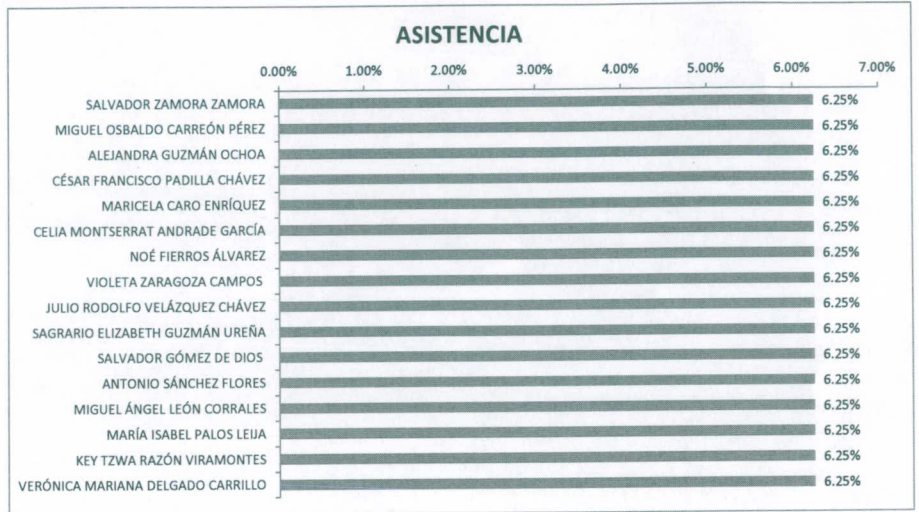 ASISTENCIA
0.00% 1.00% 2.00% 3.00% 4.00% 5.00% 6.00% 7.00%
SALVADOR ZAMORA ZAMORA 6.25%
MIGUEL OSBALDO CARREÓN PÉREZ 6.25%
ALEJANDRA GUZMÁN OCHOA 6.25%
CÉSAR FRANCISCO PADILLA CHÁVEZ 6.25%
MARICELA CARO ENRÍQUEZ 6.25%
CELIA MONTSERRAT ANDRADE GARCÍA 6.25%
NOÉ FIERROS ÁLVAREZ 6.25%
VIOLETA ZARAGOZA CAMPOS 6.25%
JULIO RODOLFO VELÁZQUEZ CHÁVEZ 6.25%
SAGRARIO ELIZABETH GUZMÁN UREÑA 6.25%
SALVADOR GÓMEZ DE DIOS 6.25%
ANTONIO SÁNCHEZ FLORES 6.25%
MIGUEL ÁNGEL LEÓN CORRALES 6.25%
MARÍA ISABEL PALOS LEIJA 6.25%
KEY TZWA RAZÓN VIRAMONTES 6.25%
VERÓNICA MARIANA DELGADO CARRILLO 6.25%